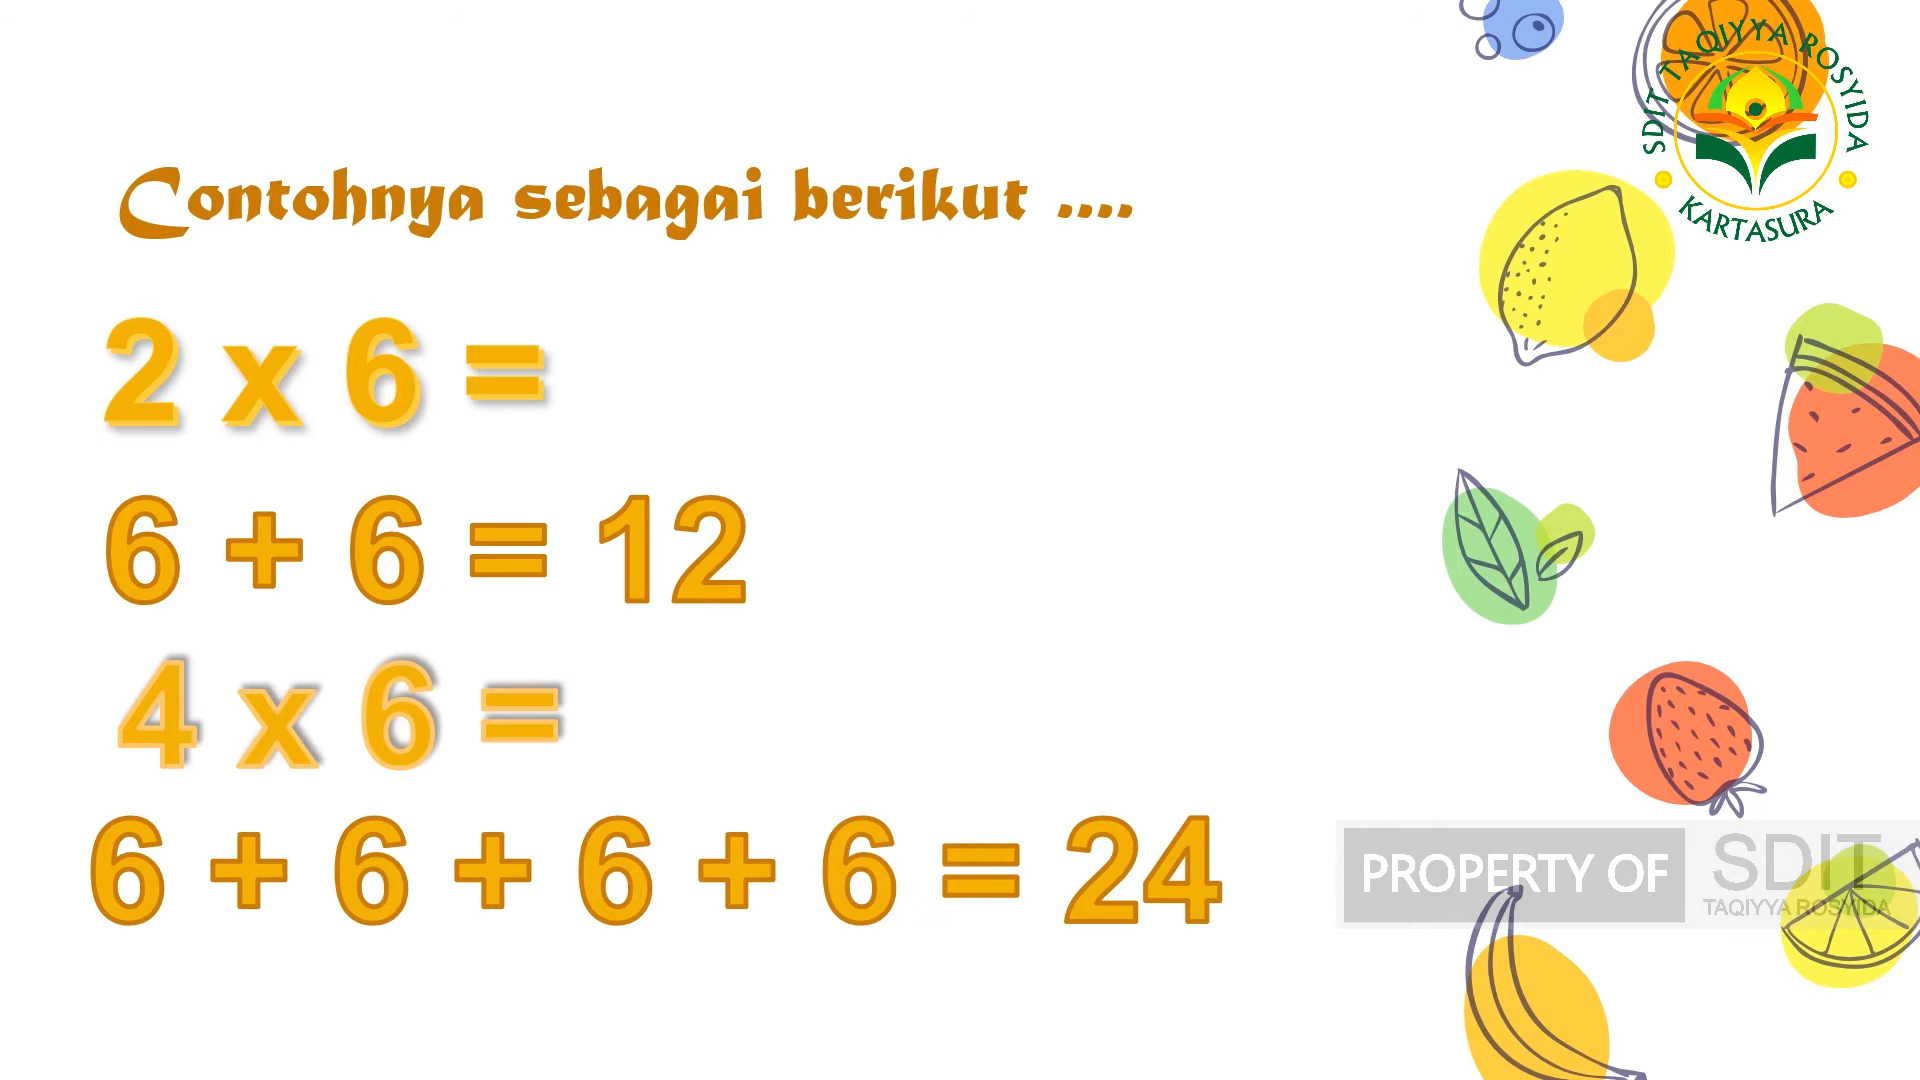 SDIT TAQIYYA ROSYIDA
KARTASURA
Contohnya sebagai berikut ....
2 x 6 =
6 + 6 = 12
4 x 6 =
6 + 6 + 6 + 6 = 24
PROPERTY OF SDIT
TAQIYYA ROSYIDA